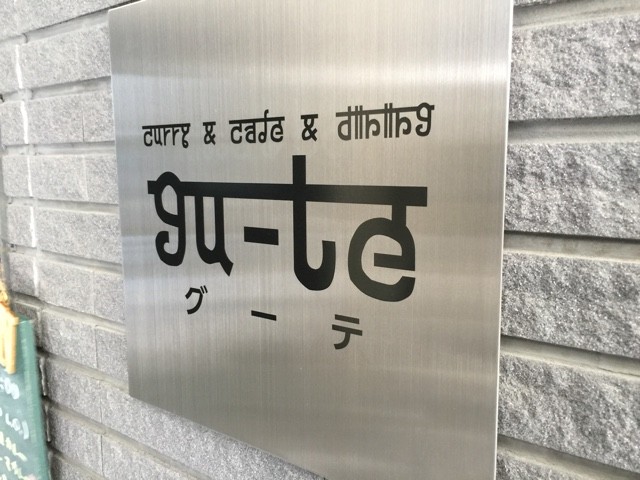 curry & cafe & dining
gu-te
グーテ